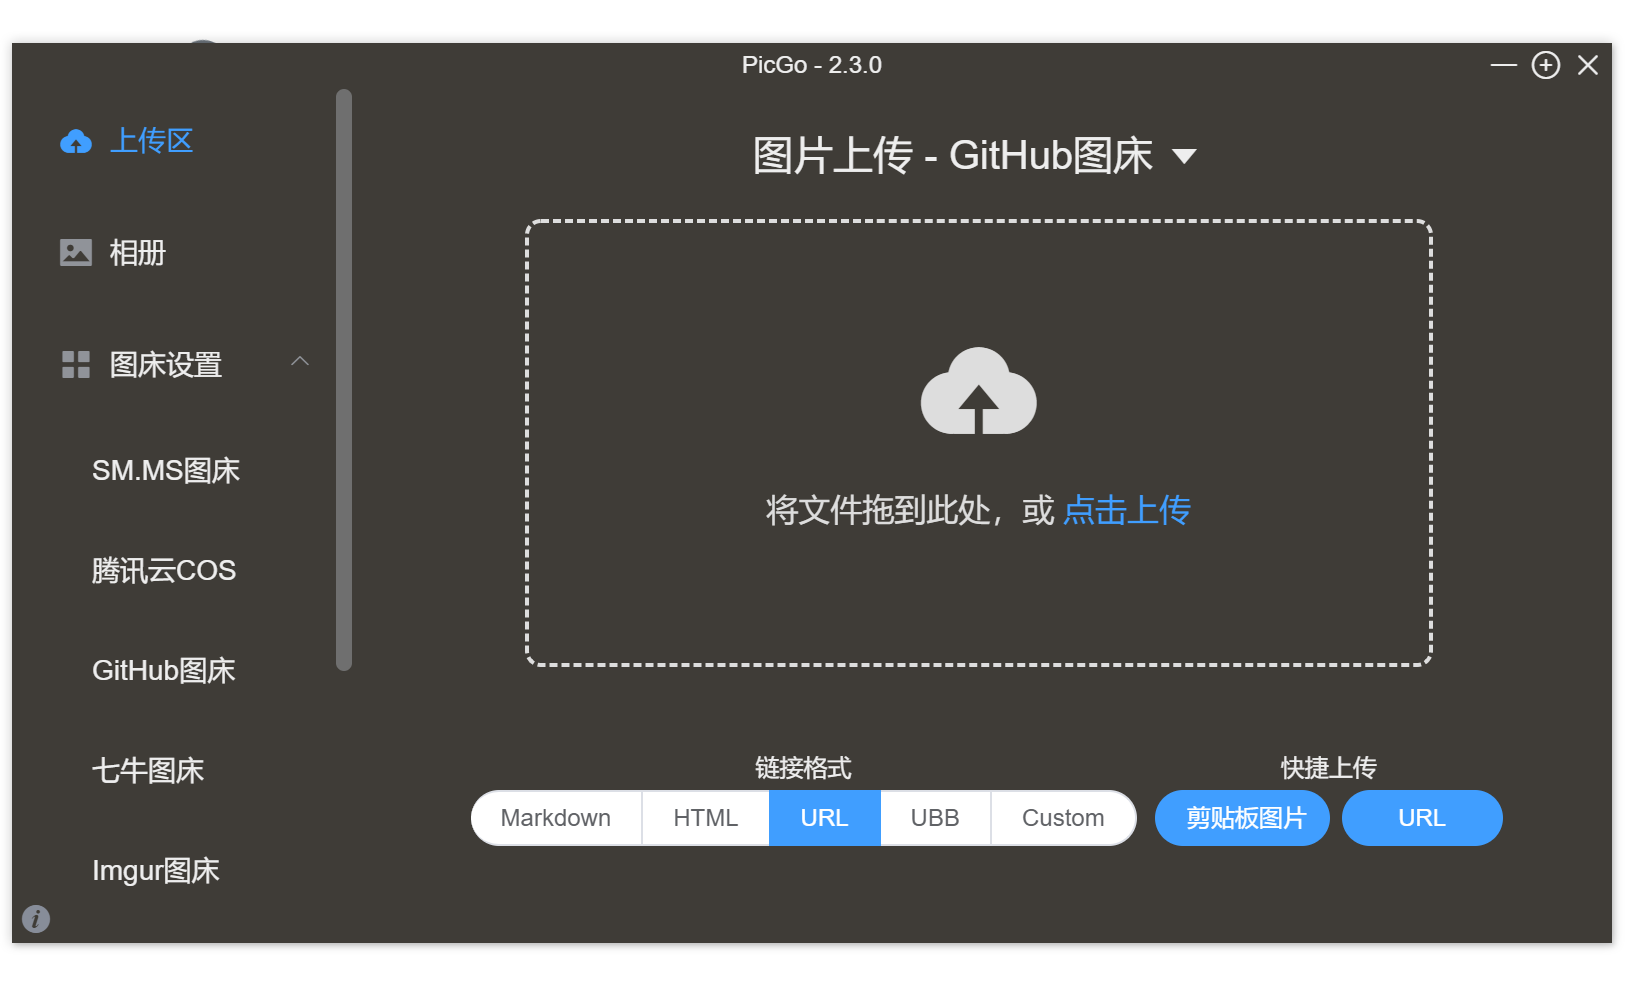 PicGo - 2.3.0
上传区
相册
图床设置
SM.MS图床
腾讯云COS
GitHub图床
七牛图床
Imgur图床
图片上传 - GitHub图床
将文件拖到此处，或 点击上传
链接格式
Markdown HTML URL UBB Custom
快捷上传
剪贴板图片 URL